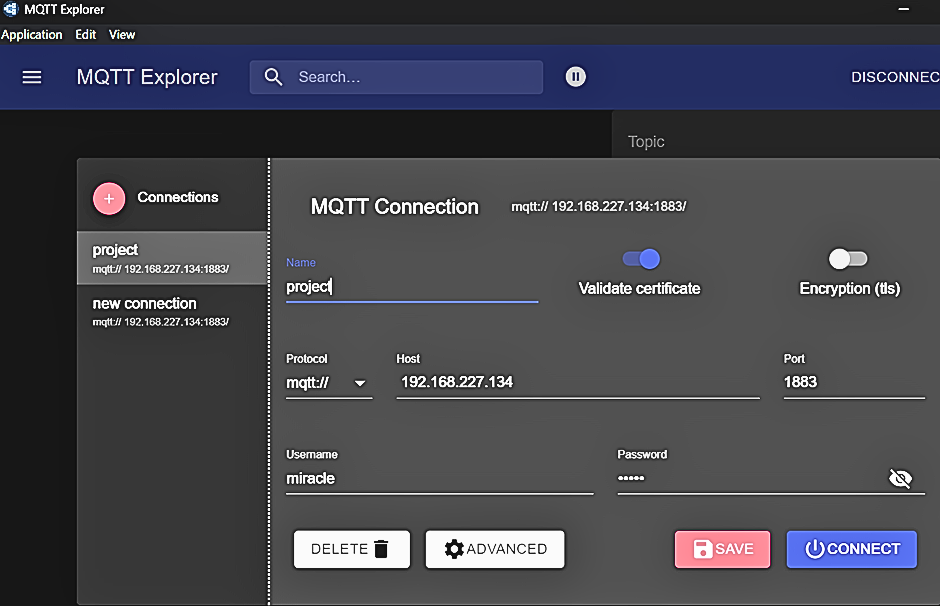 MQTT Explorer
Application Edit View
MQTT Explorer Search... DISCONNEC
Topic
+ Connections
MQTT Connection mqtt:// 192.168.227.134:1883/
project
mqtt:// 192.168.227.134:1883/
Name
project
Validate certificate Encryption (tls)
new connection
mqtt:// 192.168.227.134:1883/
Protocol Host Port
mqtt:// 192.168.227.134 1883
Username Password
miracle •••••
DELETE ADVANCED SAVE CONNECT